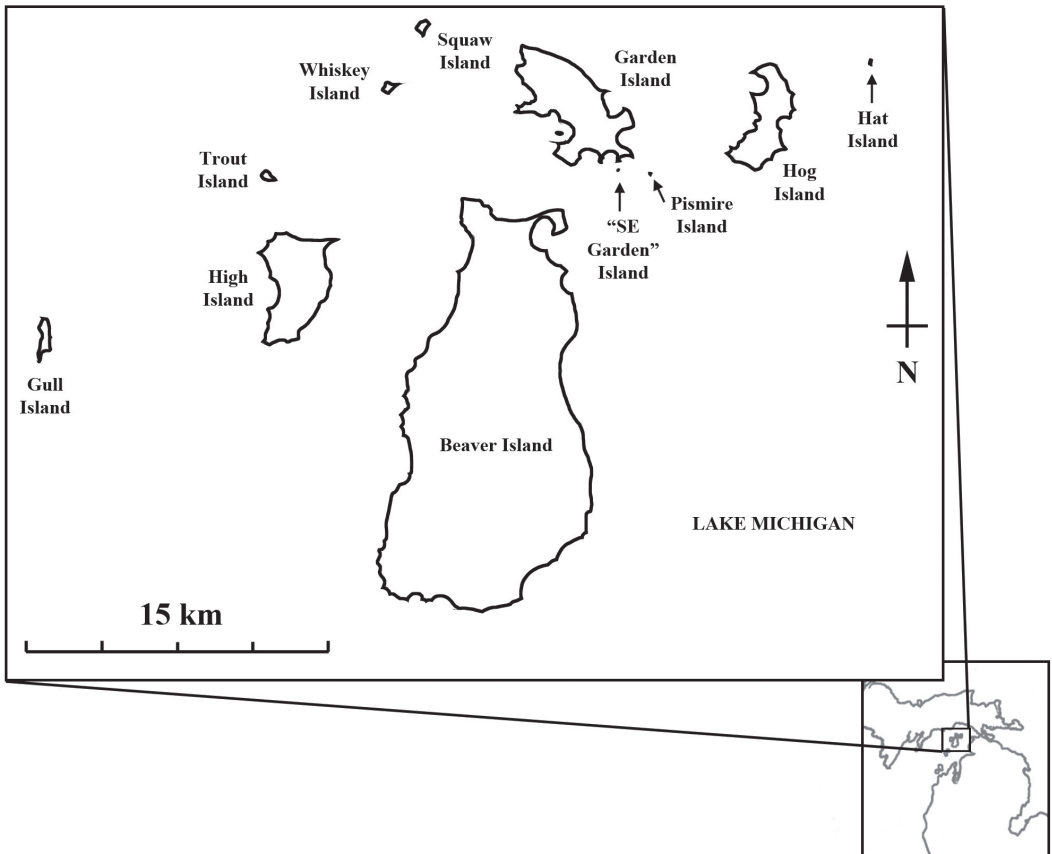 Squaw
Island
Whiskey
Island
Garden
Island
Hat
Island
Trout
Island
Hog
Island
Pismire
Island
“SE
Garden”
Island
High
Island
N
Gull
Island
Beaver Island
LAKE MICHIGAN
15 km